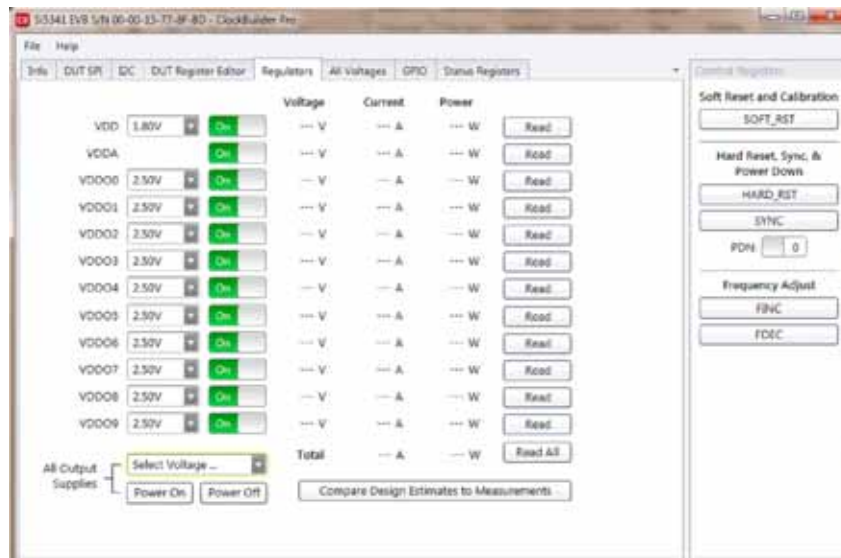 Si5341 EVB S/N 00-00-15-77-8F-BD - ClockBuilder Pro
File Help
Info DUT SPI I2C DUT Register Editor Regulators All Voltages GPIO Status Registers
Control Registers
Voltage Current Power
VDD 1.80V On --- V --- A --- W Read
VDDA On --- V --- A --- W Read
VDDO0 2.50V On --- V --- A --- W Read
VDDO1 2.50V On --- V --- A --- W Read
VDDO2 2.50V On --- V --- A --- W Read
VDDO3 2.50V On --- V --- A --- W Read
VDDO4 2.50V On --- V --- A --- W Read
VDDO5 2.50V On --- V --- A --- W Read
VDDO6 2.50V On --- V --- A --- W Read
VDDO7 2.50V On --- V --- A --- W Read
VDDO8 2.50V On --- V --- A --- W Read
VDDO9 2.50V On --- V --- A --- W Read
Total --- A --- W Read All
All Output
Supplies
Select Voltage ...
Power On Power Off
Compare Design Estimates to Measurements
Soft Reset and Calibration
SOFT_RST
Hard Reset, Sync, &
Power Down
HARD_RST
SYNC
PDN: 0
Frequency Adjust
FINC
FDEC